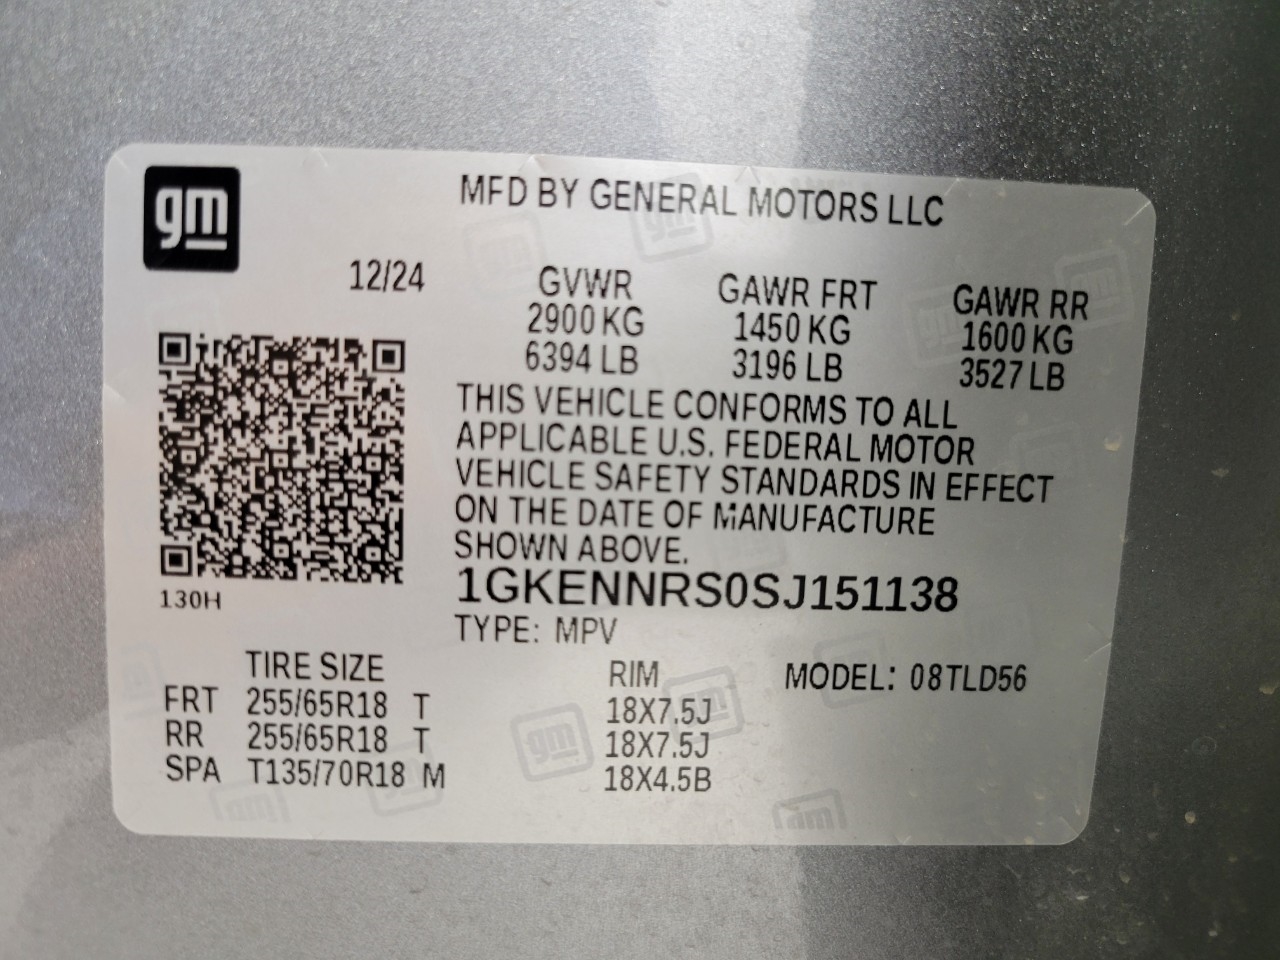 gm
MFD BY GENERAL MOTORS LLC
12/24 GVWR GAWR FRT GAWR RR
2900 KG 1450 KG 1600 KG
6394 LB 3196 LB 3527 LB
THIS VEHICLE CONFORMS TO ALL
APPLICABLE U.S. FEDERAL MOTOR
VEHICLE SAFETY STANDARDS IN EFFECT
ON THE DATE OF MANUFACTURE
SHOWN ABOVE.
130H
1GKENNRS0SJ151138
TYPE: MPV
TIRE SIZE RIM MODEL: 08TLD56
FRT 255/65R18 T 18X7.5J
RR 255/65R18 T 18X7.5J
SPA T135/70R18 M 18X4.5B